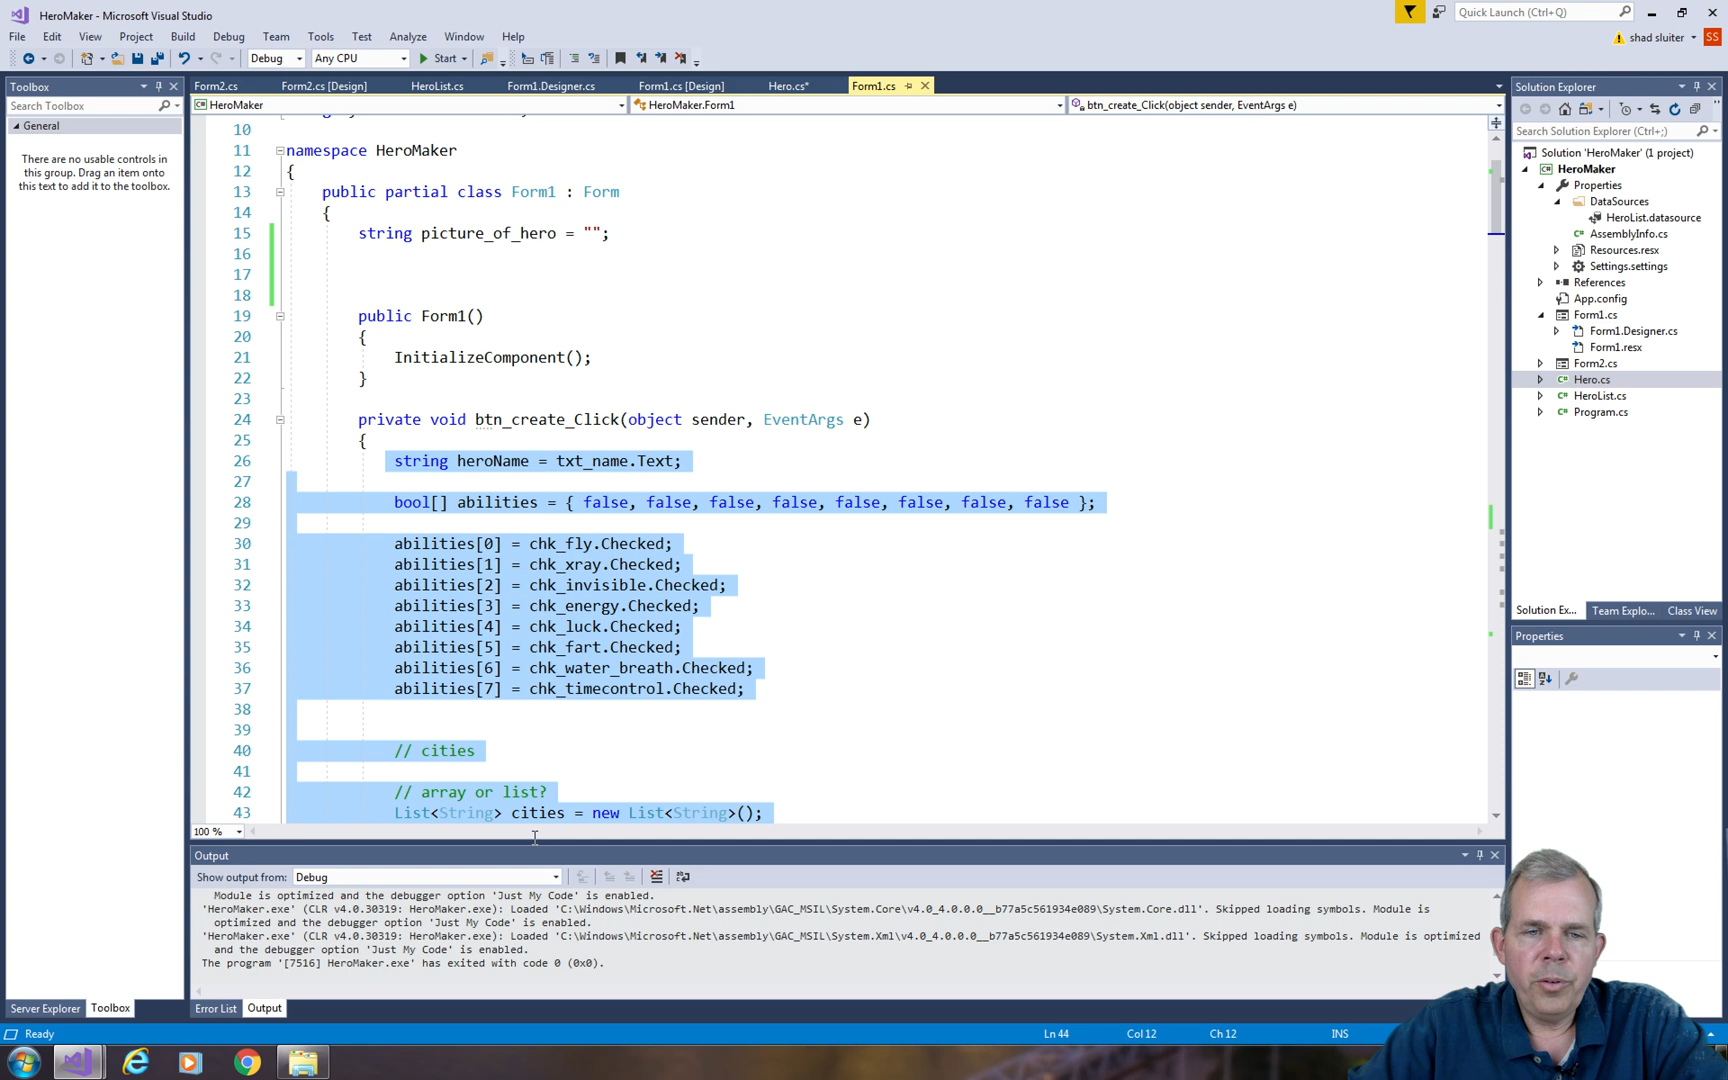 HeroMaker - Microsoft Visual Studio
Quick Launch (Ctrl+Q)
File Edit View Project Build Debug Team Tools Test Analyze Window Help
shad sluiter SS
Debug Any CPU Start
Toolbox
Search Toolbox
General
There are no usable controls in
this group. Drag an item onto
this text to add it to the toolbox.
Form2.cs Form2.cs [Design] HeroList.cs Form1.Designer.cs Form1.cs [Design] Hero.cs* Form1.cs
HeroMaker HeroMaker.Form1 btn_create_Click(object sender, EventArgs e)
10
11 namespace HeroMaker
12 {
13 public partial class Form1 : Form
14 {
15 string picture_of_hero = "";
16
17
18
19 public Form1()
20 {
21 InitializeComponent();
22 }
23
24 private void btn_create_Click(object sender, EventArgs e)
25 {
26 string heroName = txt_name.Text;
27
28 bool[] abilities = { false, false, false, false, false, false, false, false };
29
30 abilities[0] = chk_fly.Checked;
31 abilities[1] = chk_xray.Checked;
32 abilities[2] = chk_invisible.Checked;
33 abilities[3] = chk_energy.Checked;
34 abilities[4] = chk_luck.Checked;
35 abilities[5] = chk_fart.Checked;
36 abilities[6] = chk_water_breath.Checked;
37 abilities[7] = chk_timecontrol.Checked;
38
39
40 // cities
41
42 // array or list?
43 List<String> cities = new List<String>();
100 %
Output
Show output from: Debug
Module is optimized and the debugger option 'Just My Code' is enabled.
'HeroMaker.exe' (CLR v4.0.30319: HeroMaker.exe): Loaded 'C:\Windows\Microsoft.Net\assembly\GAC_MSIL\System.Core\v4.0_4.0.0.0__b77a5c561934e089\System.Core.dll'. Skipped loading symbols. Module is
optimized and the debugger option 'Just My Code' is enabled.
'HeroMaker.exe' (CLR v4.0.30319: HeroMaker.exe): Loaded 'C:\Windows\Microsoft.Net\assembly\GAC_MSIL\System.Xml\v4.0_4.0.0.0__b77a5c561934e089\System.Xml.dll'. Skipped loading symbols. Module is optimized
and the debugger option 'Just My Code' is enabled.
The program '[7516] HeroMaker.exe' has exited with code 0 (0x0).
Server Explorer Toolbox
Error List Output
Solution Explorer
Search Solution Explorer (Ctrl+;)
Solution 'HeroMaker' (1 project)
C# HeroMaker
Properties
DataSources
HeroList.datasource
C# AssemblyInfo.cs
Resources.resx
Settings.settings
References
App.config
Form1.cs
Form1.Designer.cs
Form1.resx
Form2.cs
C# Hero.cs
C# HeroList.cs
C# Program.cs
Solution Ex... Team Explo... Class View
Properties
Ready Ln 44 Col 12 Ch 12 INS